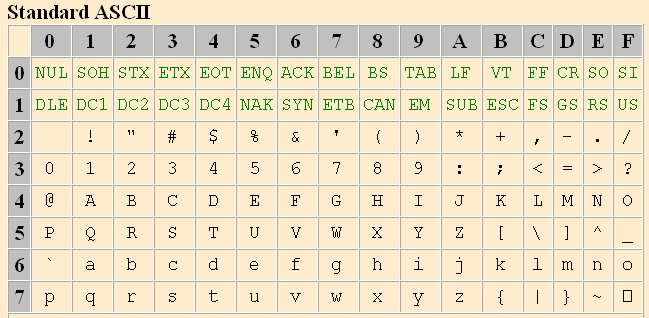 Standard ASCII
0 1 2 3 4 5 6 7 8 9 A B C D E F
0 NUL SOH STX ETX EOT ENQ ACK BEL BS TAB LF VT FF CR SO SI
1 DLE DC1 DC2 DC3 DC4 NAK SYN ETB CAN EM SUB ESC FS GS RS US
2 ! " # $ % & ' ( ) * + , - . /
3 0 1 2 3 4 5 6 7 8 9 : ; < = > ?
4 @ A B C D E F G H I J K L M N O
5 P Q R S T U V W X Y Z [ \ ] ^ _
6 ` a b c d e f g h i j k l m n o
7 p q r s t u v w x y z { | } ~ □